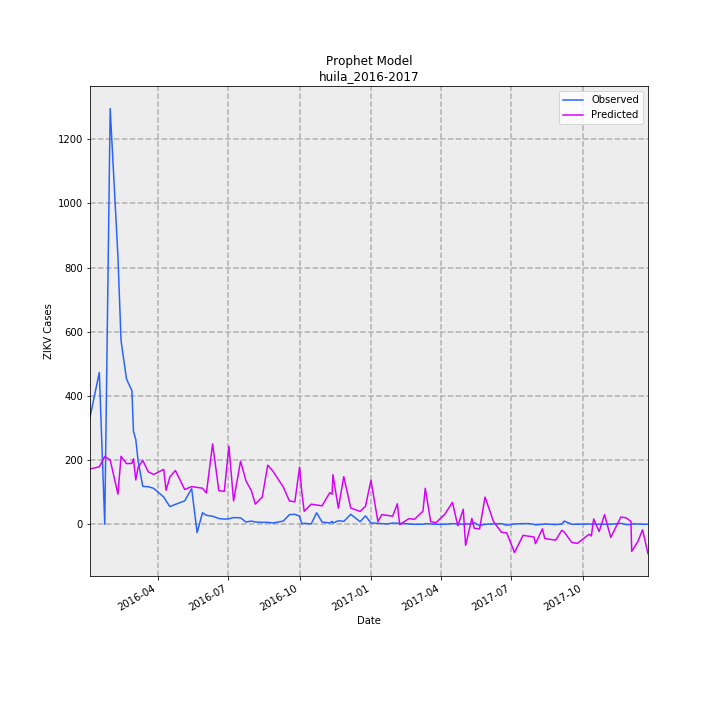 Prophet Model
huila_2016-2017
Observed
Predicted
1200
1000
800
600
400
200
0
ZIKV Cases
2016-04
2016-07
2016-10
2017-01
2017-04
2017-07
2017-10
Date